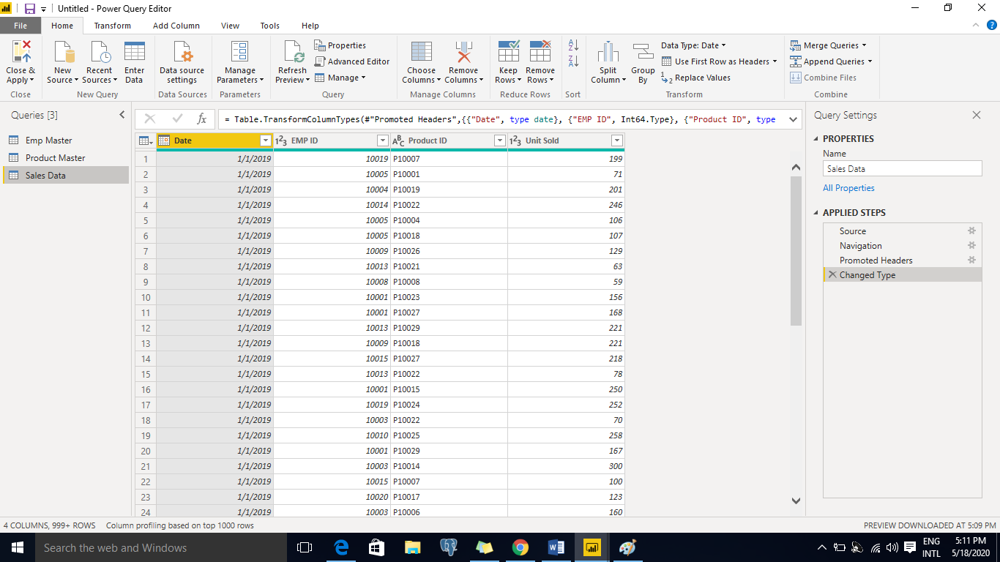 Untitled - Power Query Editor
File Home Transform Add Column View Tools Help
Close & Apply
New Source
Recent Sources
Enter Data
Data source settings
Manage Parameters
Refresh Preview
Properties
Advanced Editor
Manage
Choose Columns
Remove Columns
Keep Rows
Remove Rows
Split Column
Group By
Data Type: Date
Use First Row as Headers
Replace Values
Merge Queries
Append Queries
Combine Files
Close New Query Data Sources Parameters Query Manage Columns Reduce Rows Sort Transform Combine
Queries [3]
Emp Master
Product Master
Sales Data
fx = Table.TransformColumnTypes(#"Promoted Headers",{{"Date", type date}, {"EMP ID", Int64.Type}, {"Product ID", type
Date EMP ID Product ID Unit Sold
1 1/1/2019 10019 P10007 199
2 1/1/2019 10005 P10001 71
3 1/1/2019 10004 P10019 201
4 1/1/2019 10014 P10022 246
5 1/1/2019 10005 P10004 106
6 1/1/2019 10005 P10018 107
7 1/1/2019 10009 P10026 129
8 1/1/2019 10013 P10021 63
9 1/1/2019 10008 P10008 59
10 1/1/2019 10001 P10023 156
11 1/1/2019 10001 P10027 168
12 1/1/2019 10013 P10029 221
13 1/1/2019 10009 P10018 221
14 1/1/2019 10015 P10027 218
15 1/1/2019 10013 P10022 78
16 1/1/2019 10001 P10015 250
17 1/1/2019 10019 P10024 252
18 1/1/2019 10003 P10022 70
19 1/1/2019 10010 P10025 258
20 1/1/2019 10001 P10029 167
21 1/1/2019 10003 P10014 300
22 1/1/2019 10015 P10007 100
23 1/1/2019 10020 P10017 123
24 1/1/2019 10003 P10006 160
Query Settings
PROPERTIES
Name
Sales Data
All Properties
APPLIED STEPS
Source
Navigation
Promoted Headers
Changed Type
4 COLUMNS, 999+ ROWS Column profiling based on top 1000 rows
PREVIEW DOWNLOADED AT 5:09 PM
Search the web and Windows
ENG
INTL
5:11 PM
5/18/2020